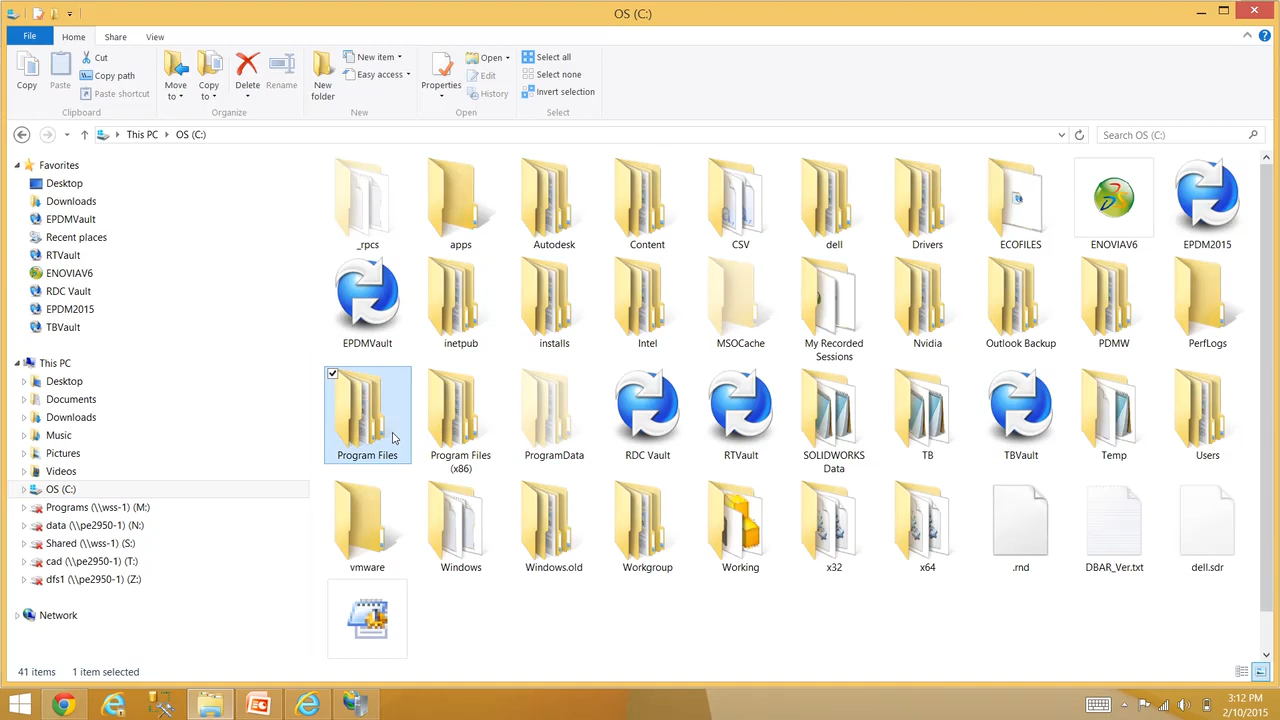 OS (C:)
File Home Share View
Copy Paste Cut Copy path Paste shortcut
Move to Copy to Delete Rename
New folder New item Easy access
Properties Open Edit History
Select all Select none Invert selection
Clipboard Organize New Open Select
This PC OS (C:) Search OS (C:)
Favorites
Desktop
Downloads
EPDMVault
Recent places
RTVault
ENOVIAV6
RDC Vault
EPDM2015
TBVault
This PC
Desktop
Documents
Downloads
Music
Pictures
Videos
OS (C:)
Programs (\\wss-1) (M:)
data (\\pe2950-1) (N:)
Shared (\\wss-1) (S:)
cad (\\pe2950-1) (T:)
dfs1 (\\pe2950-1) (Z:)
Network
_rpcs apps Autodesk Content CSV dell Drivers ECOFILES ENOVIAV6 EPDM2015
EPDMVault inetpub installs Intel MSOCache My Recorded Sessions Nvidia Outlook Backup PDMW PerfLogs
Program Files Program Files (x86) ProgramData RDC Vault RTVault SOLIDWORKS Data TB TBVault Temp Users
vmware Windows Windows.old Workgroup Working x32 x64 .rnd DBAR_Ver.txt dell.sdr
41 items 1 item selected
3:12 PM
2/10/2015